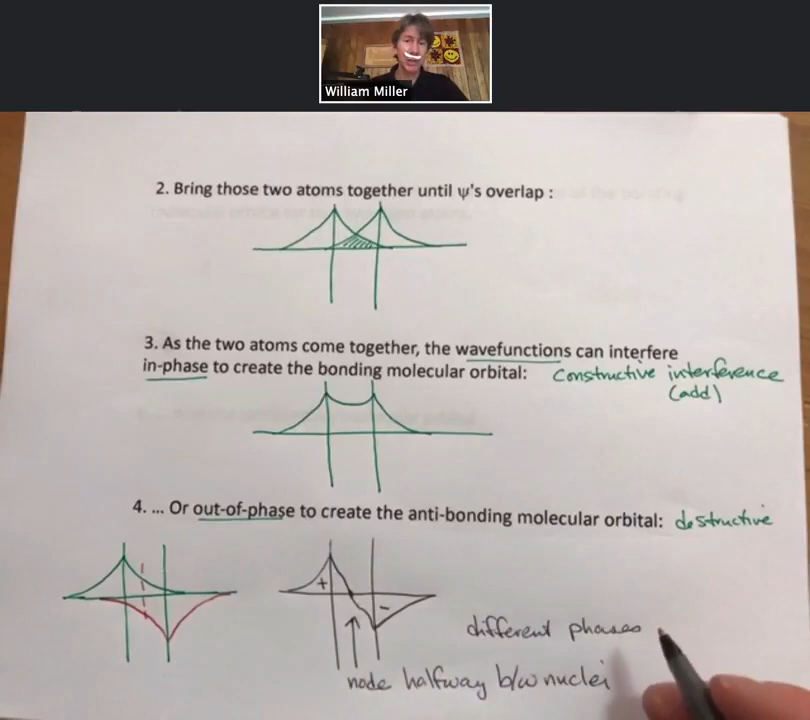 William Miller
2. Bring those two atoms together until ψ's overlap :
3. As the two atoms come together, the wavefunctions can interfere
in-phase to create the bonding molecular orbital: constructive interference
(add)
4. ... Or out-of-phase to create the anti-bonding molecular orbital: destructive
+
-
different phases
node halfway b/w nuclei